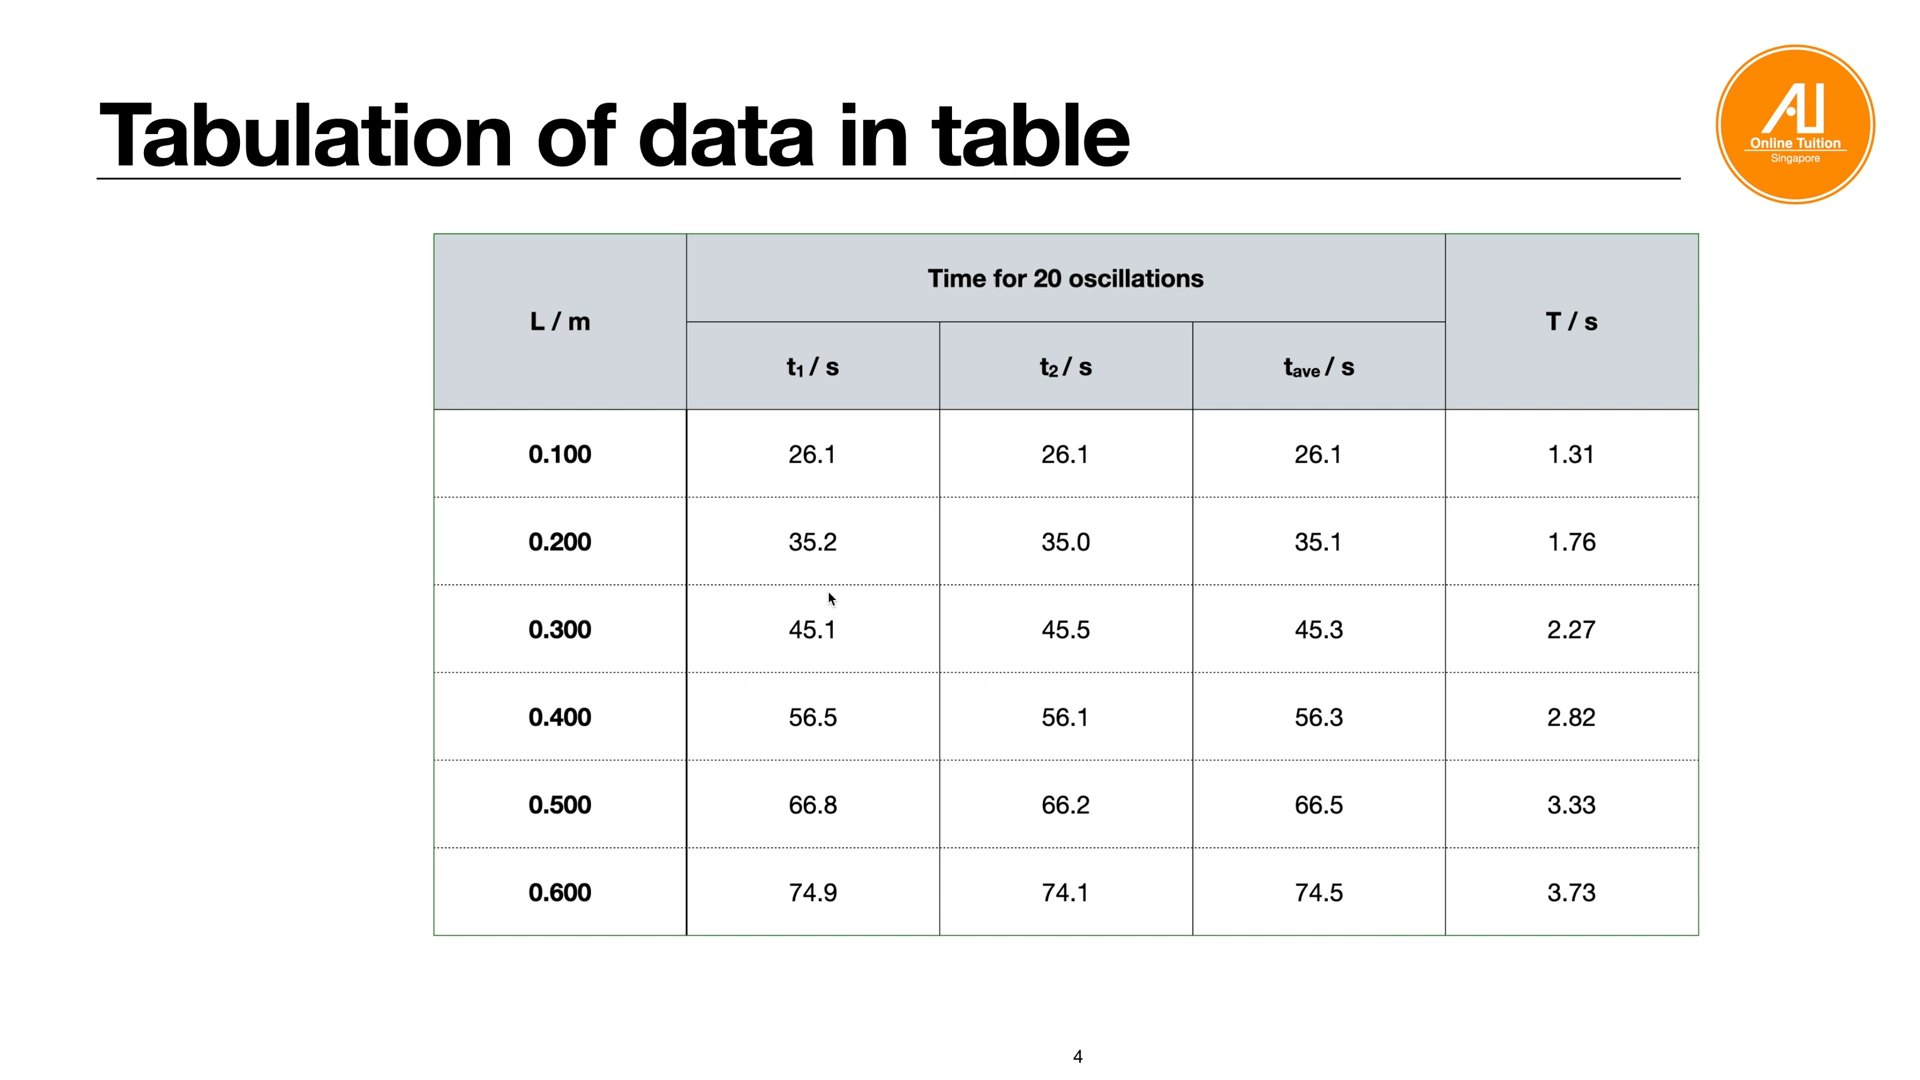 Tabulation of data in table
AU
Online Tuition
Singapore
L / m
Time for 20 oscillations
T / s
t₁ / s
t₂ / s
tₐᵥₑ / s
0.100 26.1 26.1 26.1 1.31
0.200 35.2 35.0 35.1 1.76
0.300 45.1 45.5 45.3 2.27
0.400 56.5 56.1 56.3 2.82
0.500 66.8 66.2 66.5 3.33
0.600 74.9 74.1 74.5 3.73
4